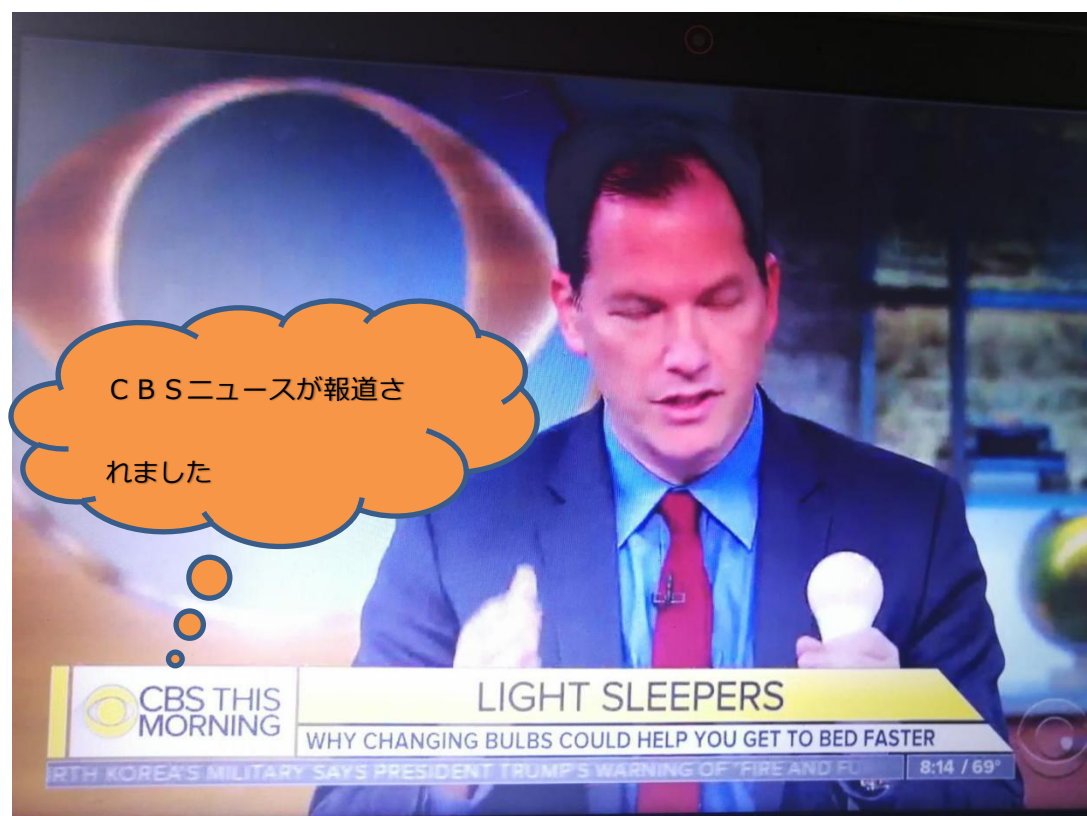 ＣＢＳニュースが報道さ
れました
CBS THIS
MORNING
LIGHT SLEEPERS
WHY CHANGING BULBS COULD HELP YOU GET TO BED FASTER
RTH KOREA'S MILITARY SAYS PRESIDENT TRUMP'S WARNING OF "FIRE AND FU
8:14 / 69°